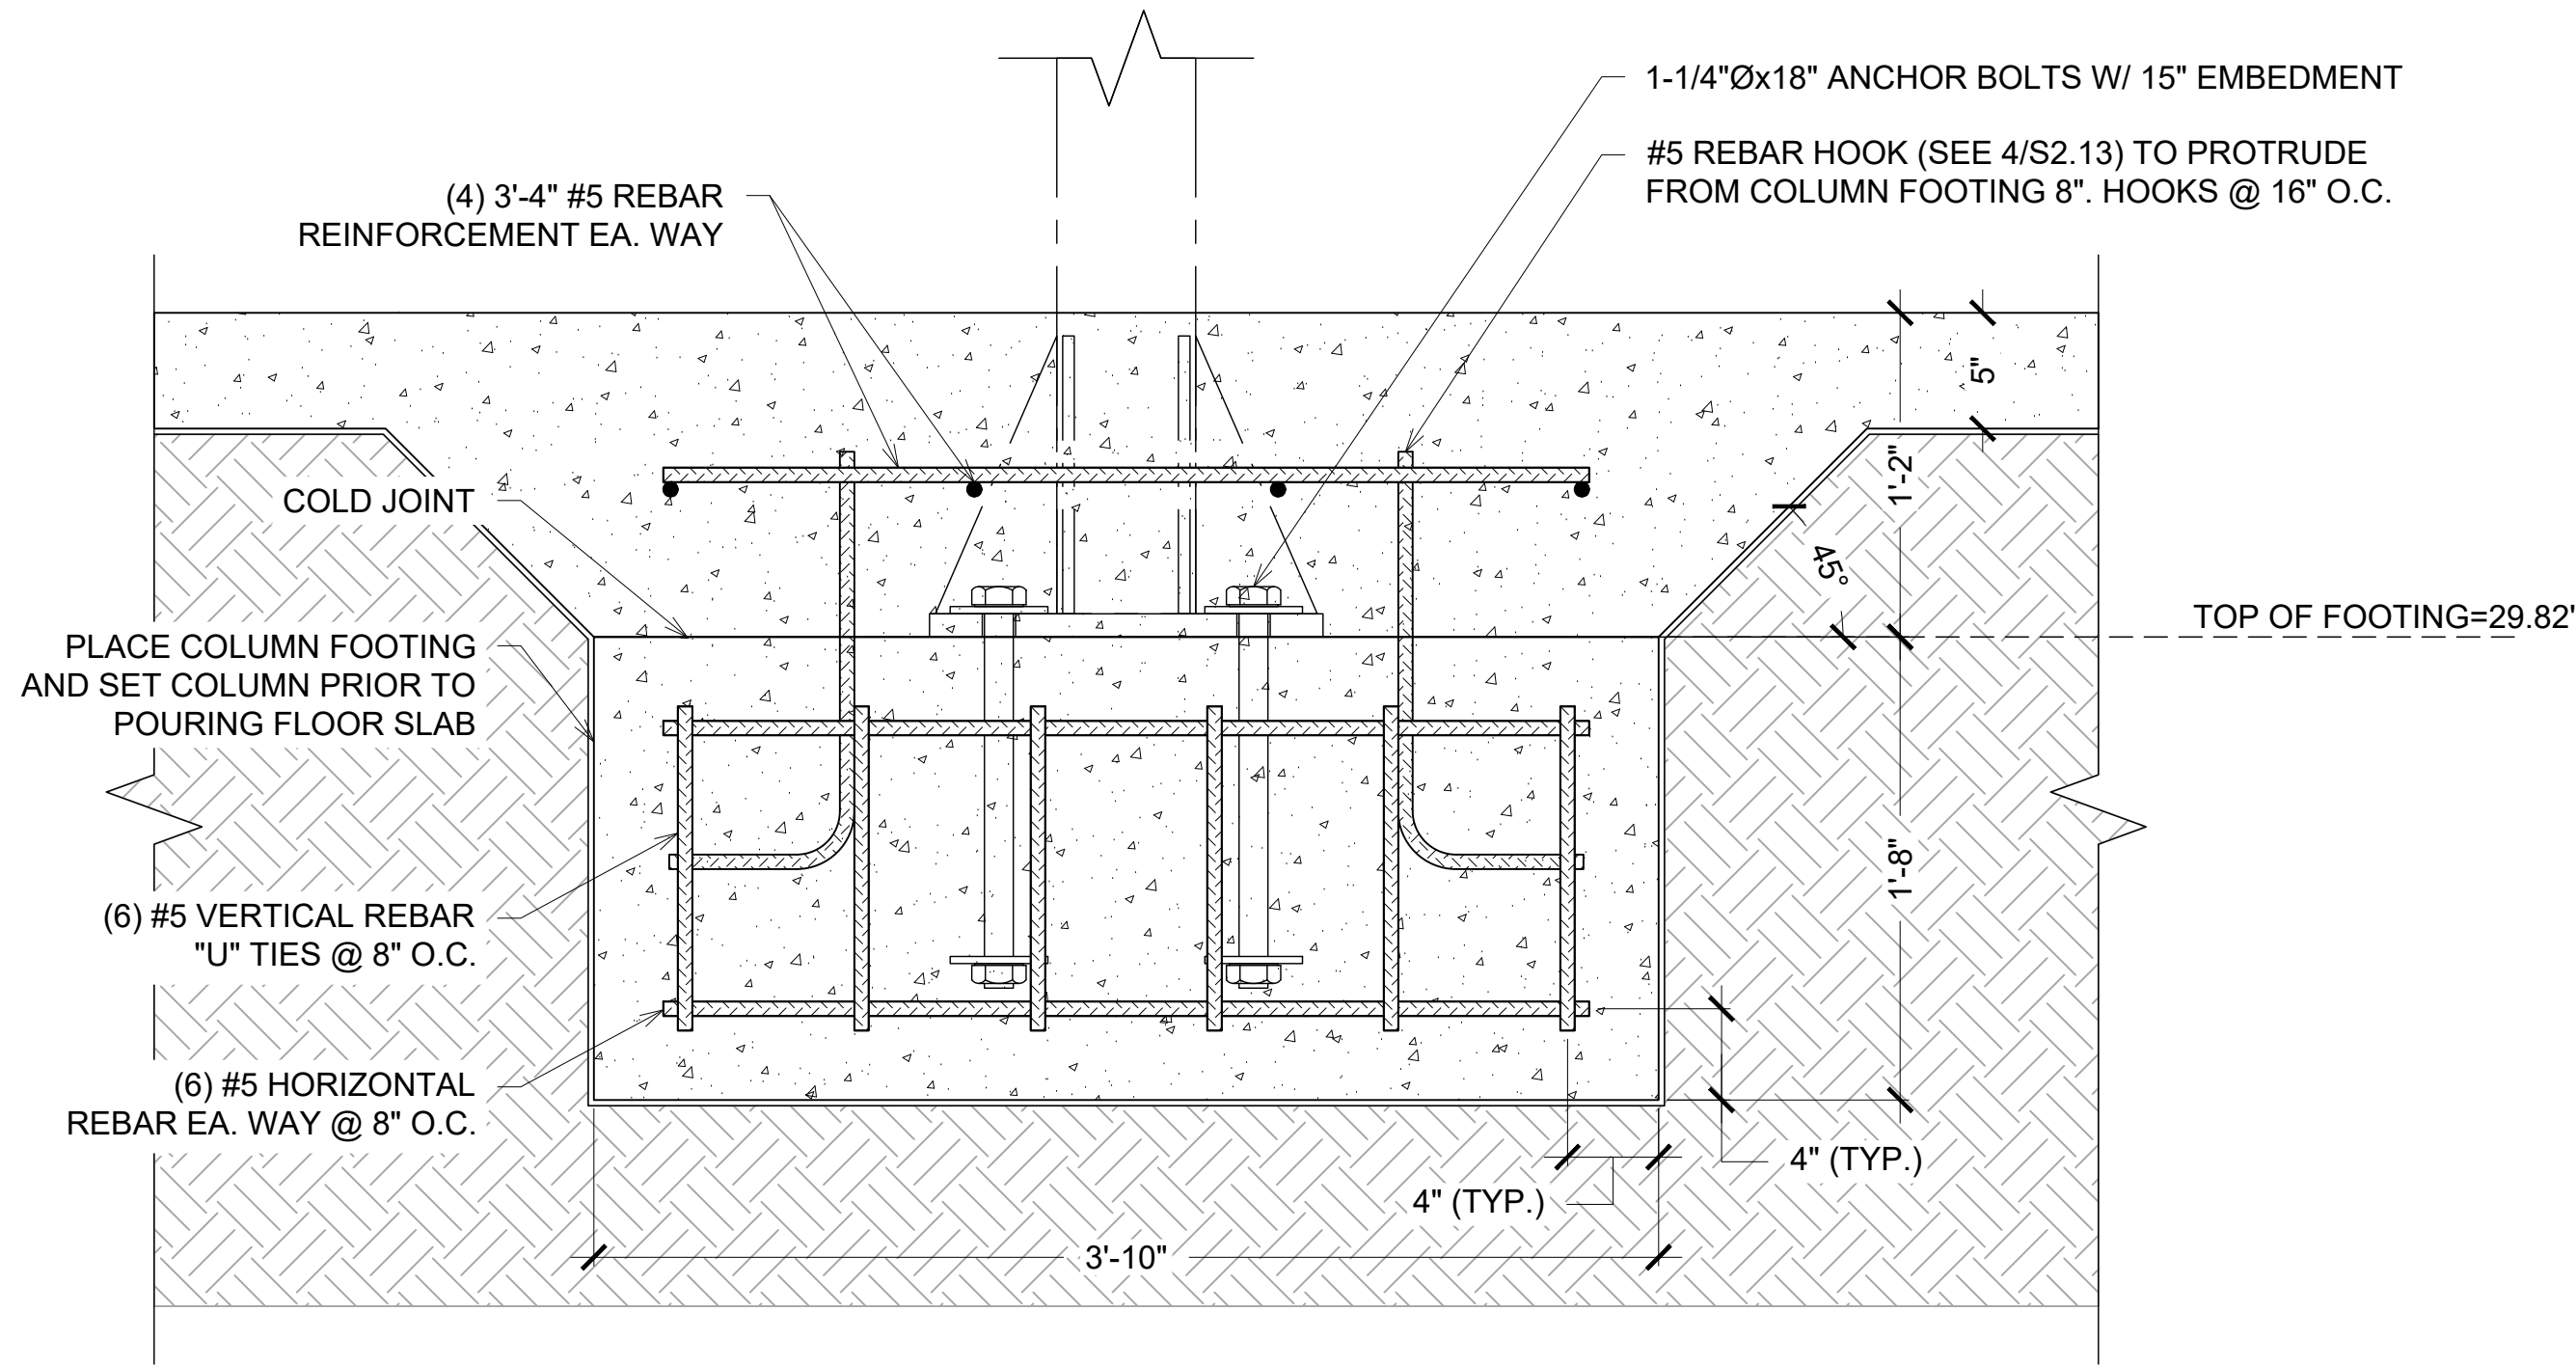 1-1/4"Øx18" ANCHOR BOLTS W/ 15" EMBEDMENT
#5 REBAR HOOK (SEE 4/S2.13) TO PROTRUDE
FROM COLUMN FOOTING 8". HOOKS @ 16" O.C.
(4) 3'-4" #5 REBAR
REINFORCEMENT EA. WAY
5"
1'-2"
COLD JOINT
45°
TOP OF FOOTING=29.82'
PLACE COLUMN FOOTING
AND SET COLUMN PRIOR TO
POURING FLOOR SLAB
1'-8"
(6) #5 VERTICAL REBAR
"U" TIES @ 8" O.C.
(6) #5 HORIZONTAL
REBAR EA. WAY @ 8" O.C.
4" (TYP.)
4" (TYP.)
3'-10"